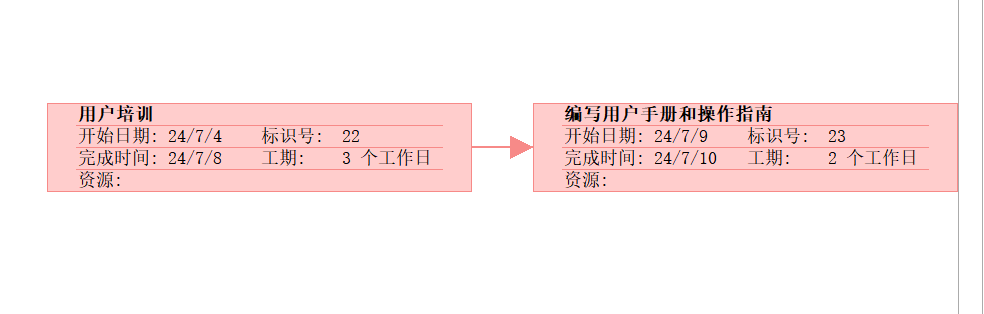 用户培训
开始日期: 24/7/4 标识号: 22
完成时间: 24/7/8 工期: 3 个工作日
资源:
编写用户手册和操作指南
开始日期: 24/7/9 标识号: 23
完成时间: 24/7/10 工期: 2 个工作日
资源: